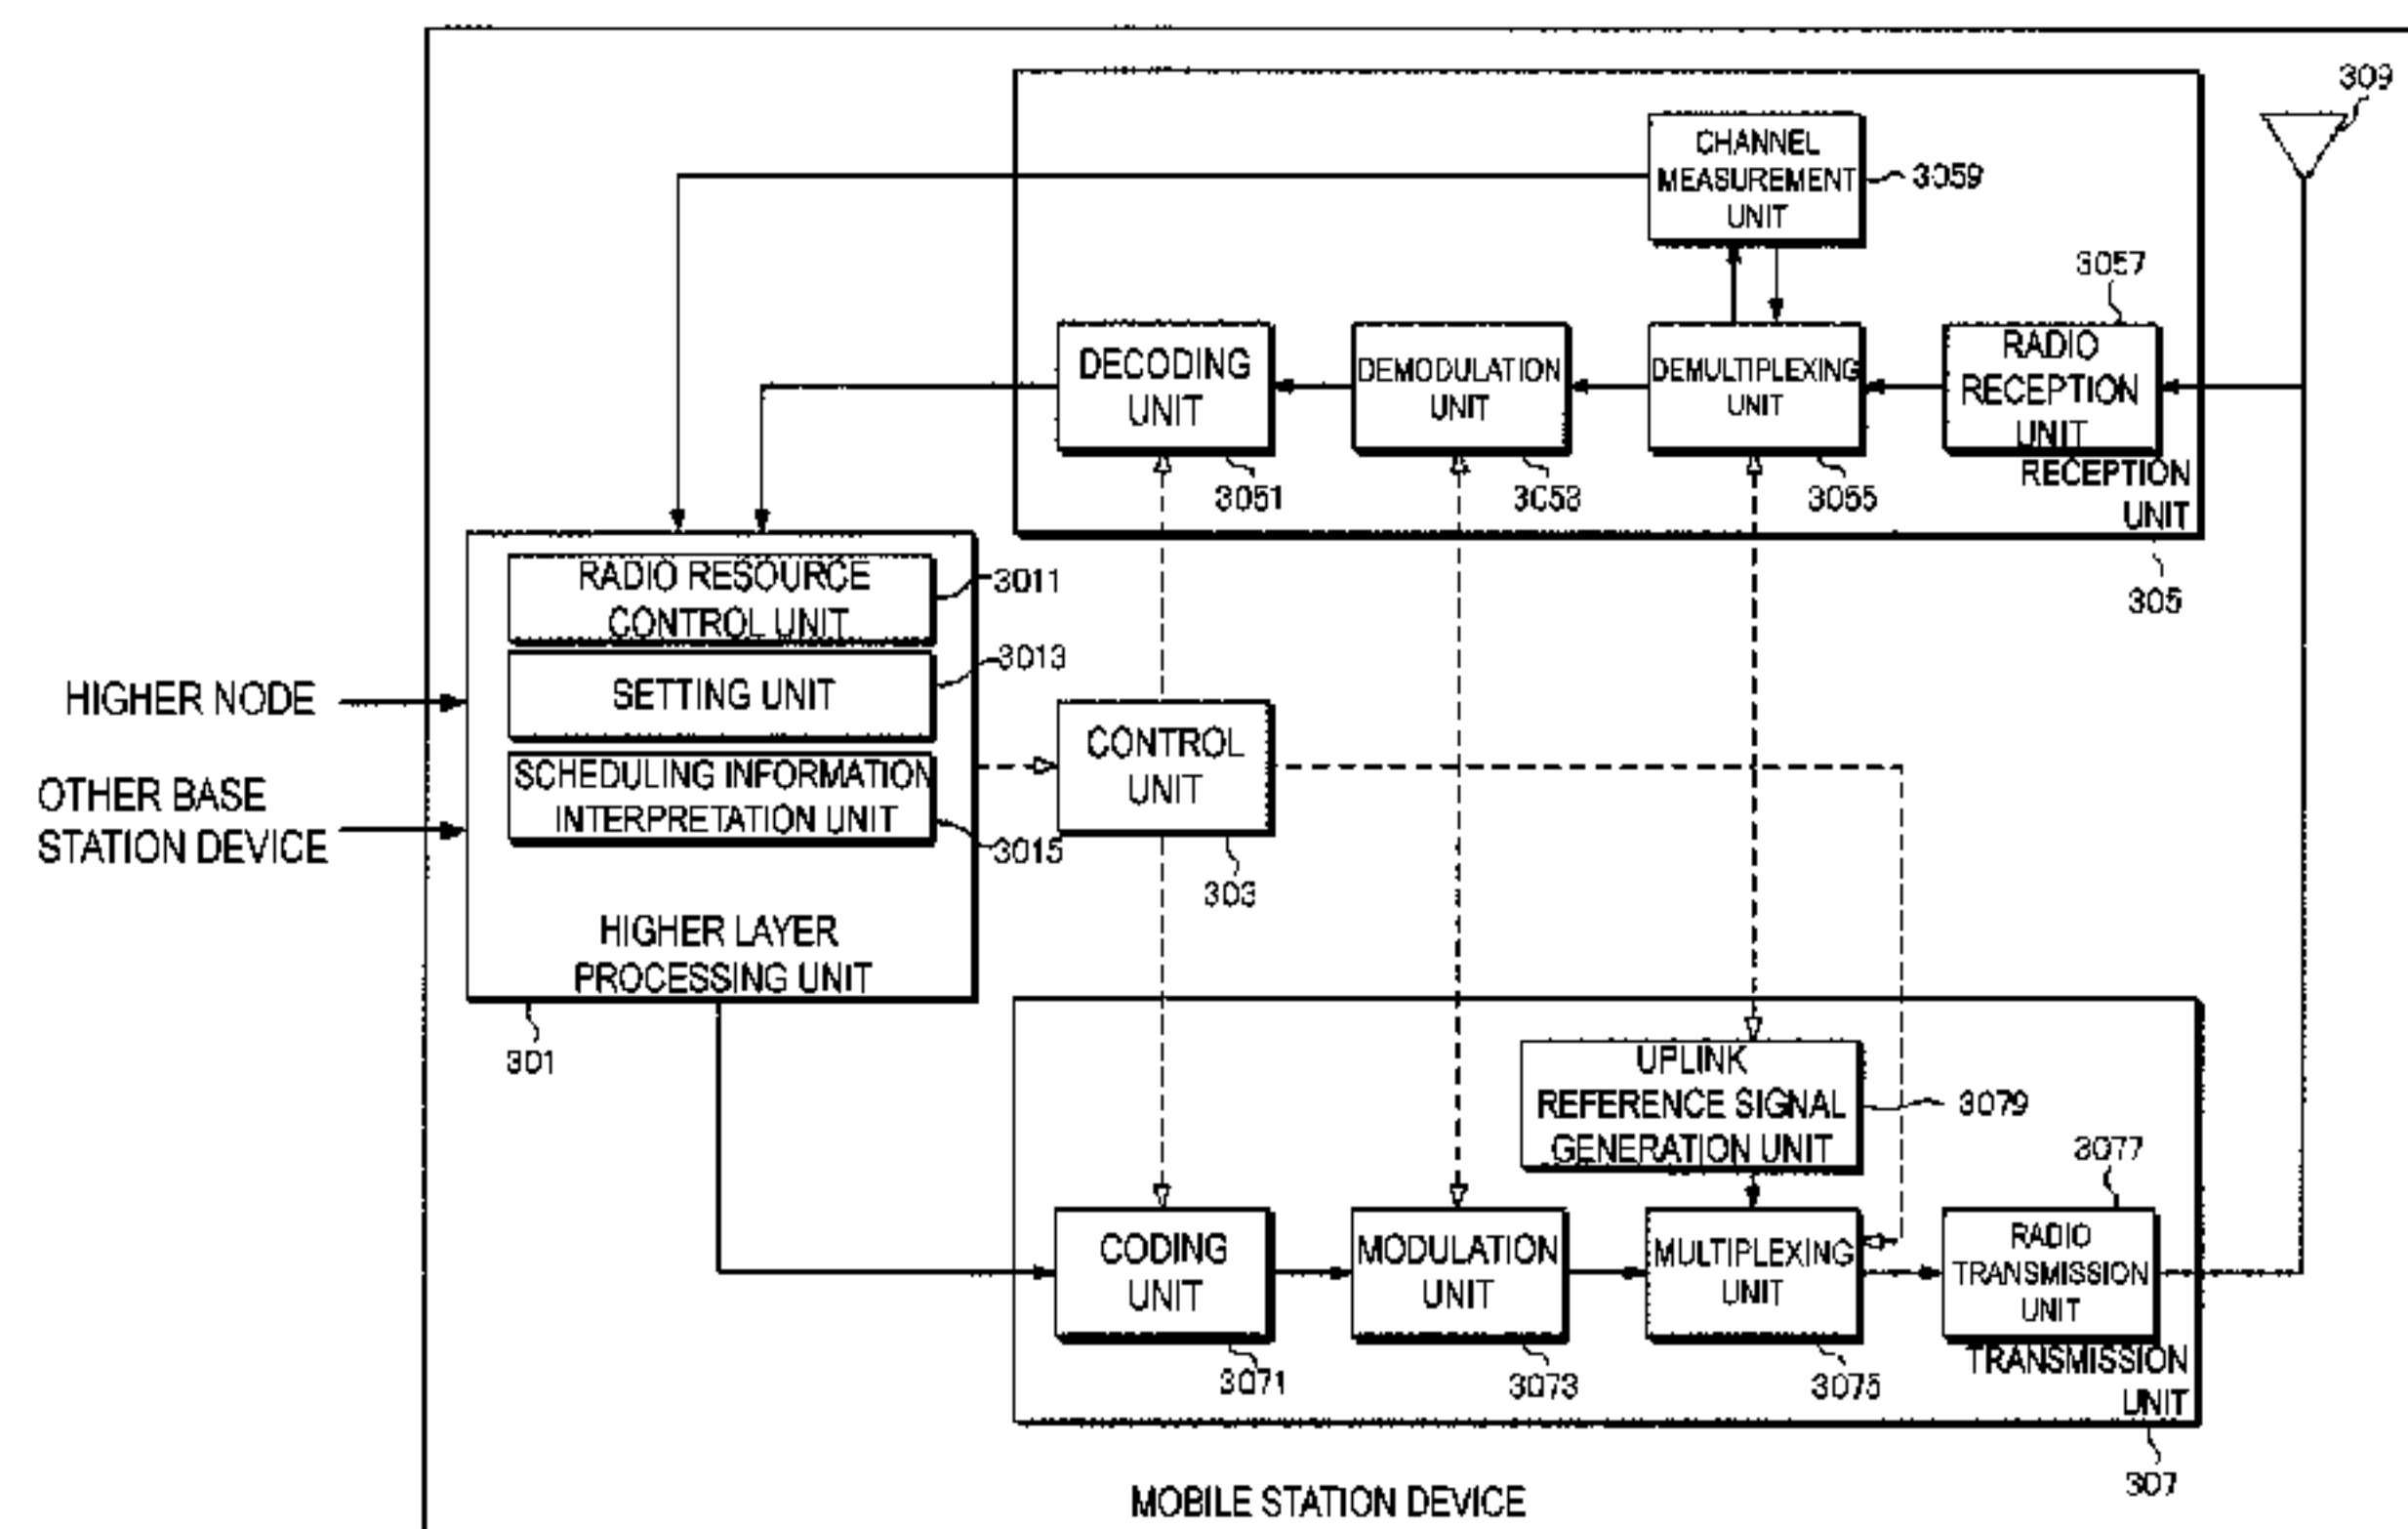 309
CHANNEL
MEASUREMENT
UNIT
3059
3057
DECODING
UNIT
DEMODULATION
UNIT
DEMULTIPLEXING
UNIT
RADIO
RECEPTION
UNIT
3051
3053
3055
RECEPTION
UNIT
305
RADIO RESOURCE
CONTROL UNIT
3011
3013
SETTING UNIT
HIGHER NODE
SCHEDULING INFORMATION
INTERPRETATION UNIT
3015
OTHER BASE
STATION DEVICE
CONTROL
UNIT
303
HIGHER LAYER
PROCESSING UNIT
301
UPLINK
REFERENCE SIGNAL
GENERATION UNIT
3079
3077
CODING
UNIT
MODULATION
UNIT
MULTIPLEXING
UNIT
RADIO
TRANSMISSION
UNIT
3071
3073
3075
TRANSMISSION
UNIT
307
MOBILE STATION DEVICE